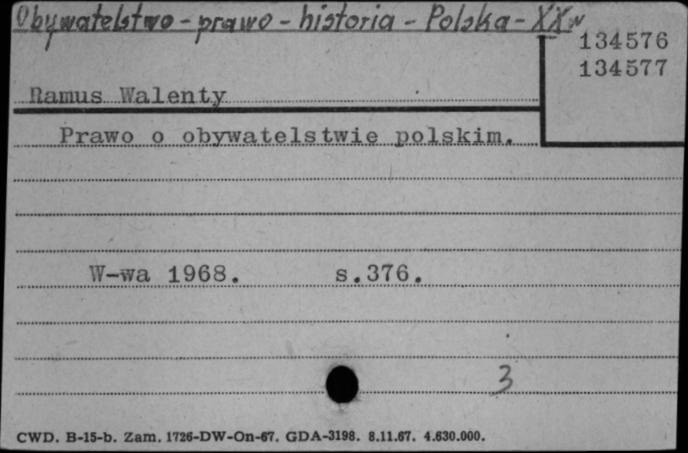 Obywatelstwo - prawo - historia - Polska - XX w
134576
134577
Ramus Walenty
Prawo o obywatelstwie polskim.
W-wa 1968. s.376.
3
CWD. B-15-b. Zam. 1726-DW-On-67. GDA-3198. 8.11.67. 4.630.000.